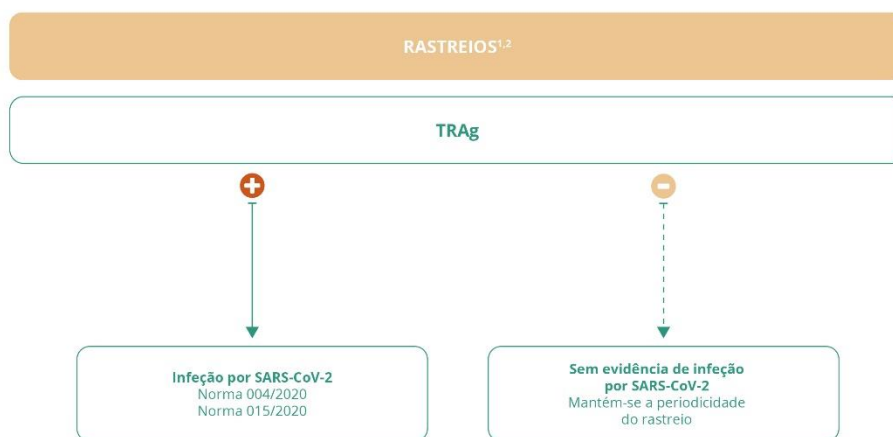 RASTREIOS¹,²
TRAg
Infeção por SARS-CoV-2
Norma 004/2020
Norma 015/2020
Sem evidência de infeção
por SARS-CoV-2
Mantém-se a periodicidade
do rastreio